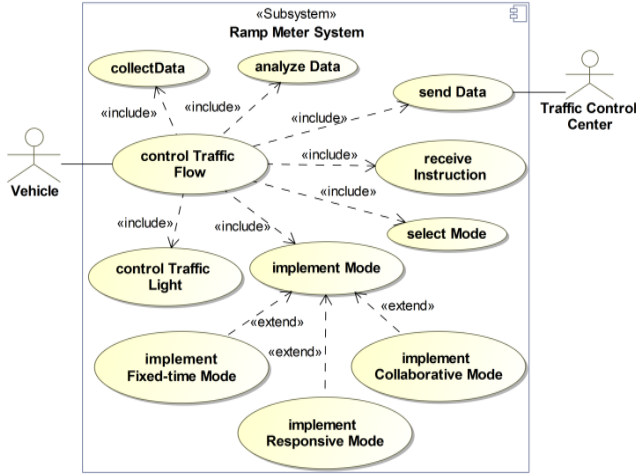 «Subsystem»
Ramp Meter System
collectData
analyze Data
send Data
Traffic Control
Center
«include»
«include»
«include»
Vehicle
control Traffic
Flow
«include»
receive
Instruction
«include»
select Mode
«include»
«include»
control Traffic
Light
implement Mode
«extend»
«extend»
«extend»
implement
Fixed-time Mode
implement
Collaborative Mode
implement
Responsive Mode